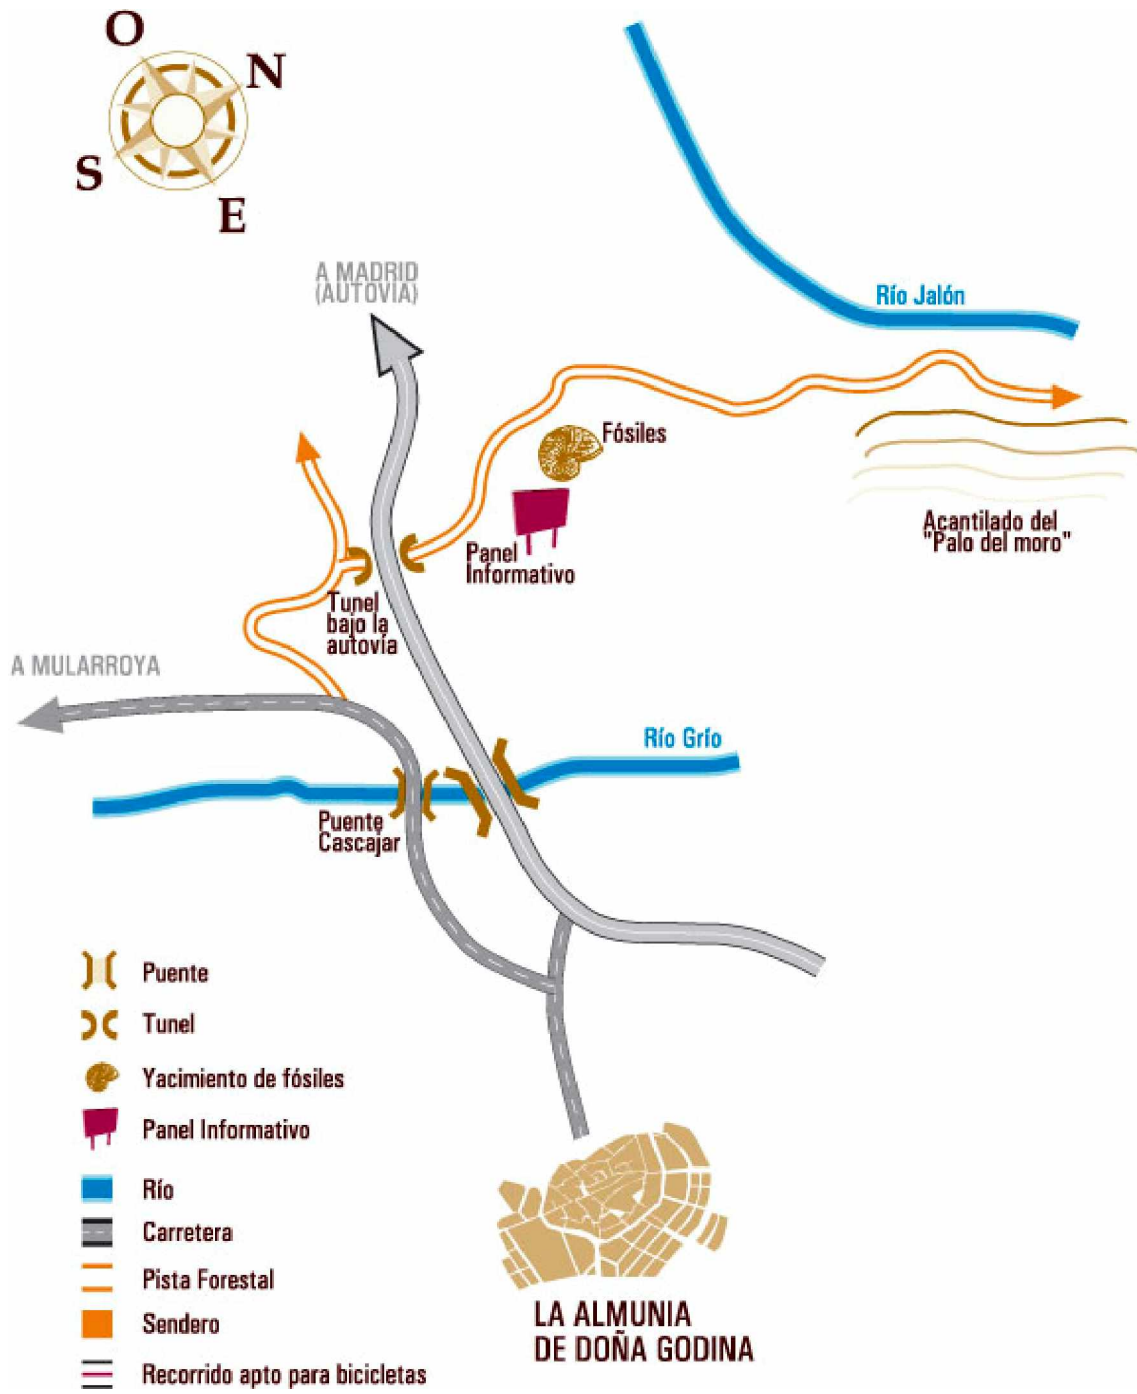 O
N
S
E
A MADRID
(AUTOVIA)
Río Jalón
Fósiles
Acantilado del
"Palo del moro"
Panel
Informativo
Tunel
bajo la
autovía
A MULARROYA
Río Grío
Puente
Cascajar
Puente
Tunel
Yacimiento de fósiles
Panel Informativo
Río
Carretera
Pista Forestal
Sendero
Recorrido apto para bicicletas
LA ALMUNIA
DE DOÑA GODINA